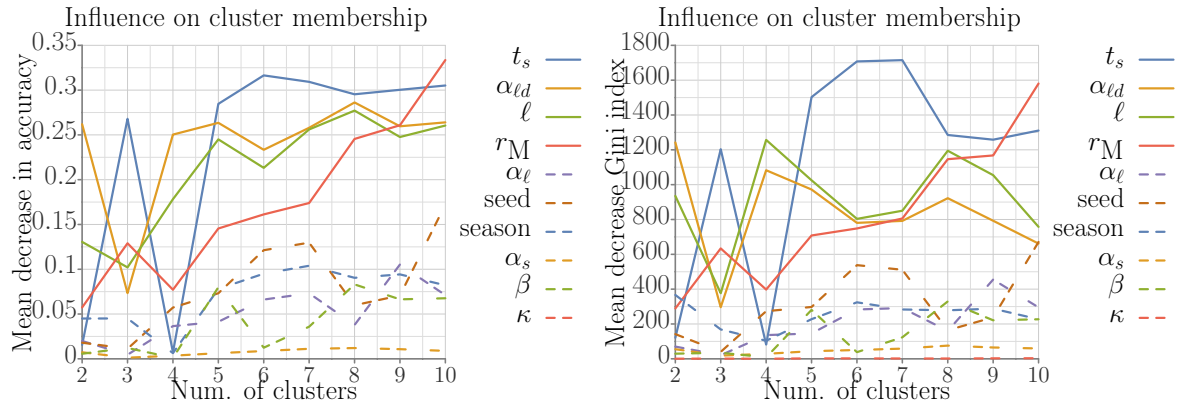 Influence on cluster membership
Mean decrease in accuracy
0.35
0.3
0.25
0.2
0.15
0.1
0.05
0
2 3 4 5 6 7 8 9 10
Num. of clusters
t_s
α_{ℓd}
ℓ
r_M
α_ℓ
seed
season
α_s
β
κ
Influence on cluster membership
Mean decrease Gini index
1800
1600
1400
1200
1000
800
600
400
200
0
2 3 4 5 6 7 8 9 10
Num. of clusters
t_s
α_{ℓd}
ℓ
r_M
α_ℓ
seed
season
α_s
β
κ